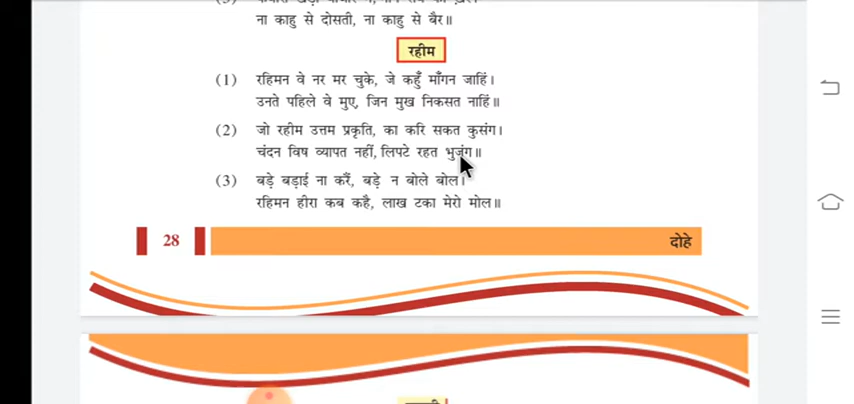 ना काहु से दोसती, ना काहु से बैर॥
रहीम
(1) रहिमन वे नर मर चुके, जे कहुँ माँगन जाहिं।
उनते पहिले वे मुए, जिन मुख निकसत नाहिं॥
(2) जो रहीम उत्तम प्रकृति, का करि सकत कुसंग।
चंदन विष व्यापत नहीं, लिपटे रहत भुजंग॥
(3) बड़े बड़ाई ना करैं, बड़े न बोले बोल।
रहिमन हीरा कब कहै, लाख टका मेरो मोल॥
28 दोहे